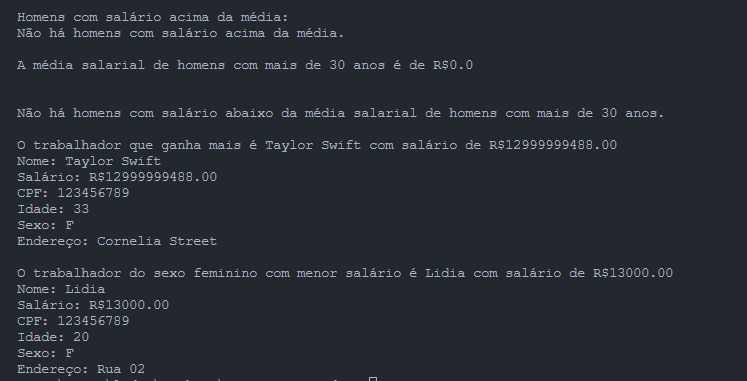 Homens com salário acima da média:
Não há homens com salário acima da média.
A média salarial de homens com mais de 30 anos é de R$0.0
Não há homens com salário abaixo da média salarial de homens com mais de 30 anos.
O trabalhador que ganha mais é Taylor Swift com salário de R$12999999488.00
Nome: Taylor Swift
Salário: R$12999999488.00
CPF: 123456789
Idade: 33
Sexo: F
Endereço: Cornelia Street
O trabalhador do sexo feminino com menor salário é Lidia com salário de R$13000.00
Nome: Lidia
Salário: R$13000.00
CPF: 123456789
Idade: 20
Sexo: F
Endereço: Rua 02